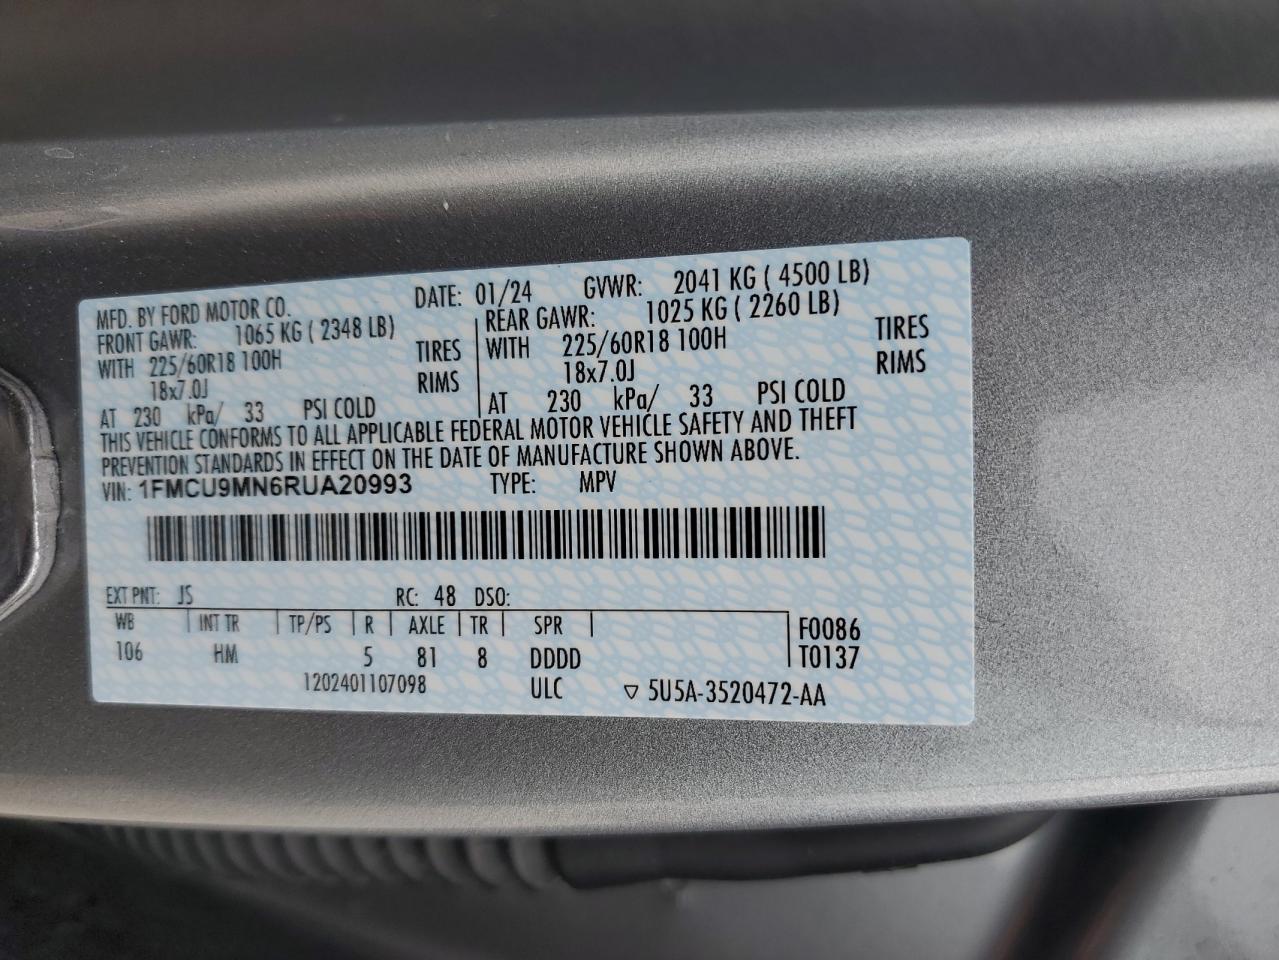 MFD. BY FORD MOTOR CO. DATE: 01/24 GVWR: 2041 KG ( 4500 LB)
FRONT GAWR: 1065 KG ( 2348 LB) REAR GAWR: 1025 KG ( 2260 LB)
WITH 225/60R18 100H TIRES WITH 225/60R18 100H TIRES
18x7.0J RIMS 18x7.0J RIMS
AT 230 kPa/ 33 PSI COLD AT 230 kPa/ 33 PSI COLD
THIS VEHICLE CONFORMS TO ALL APPLICABLE FEDERAL MOTOR VEHICLE SAFETY AND THEFT
PREVENTION STANDARDS IN EFFECT ON THE DATE OF MANUFACTURE SHOWN ABOVE.
VIN: 1FMCU9MN6RUA20993 TYPE: MPV
EXT PNT: JS RC: 48 DSO:
WB INT TR TP/PS R AXLE TR SPR F0086
106 HM 5 81 8 DDDD T0137
1202401107098 ULC ▽ 5U5A-3520472-AA